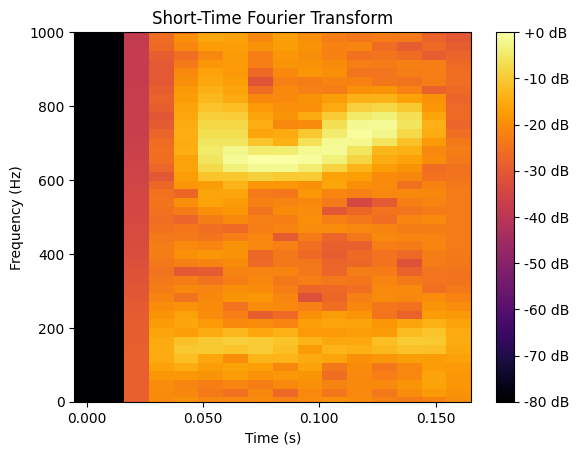 Short-Time Fourier Transform
1000
800
600
400
200
0
Frequency (Hz)
0.000
0.050
0.100
0.150
Time (s)
+0 dB
-10 dB
-20 dB
-30 dB
-40 dB
-50 dB
-60 dB
-70 dB
-80 dB